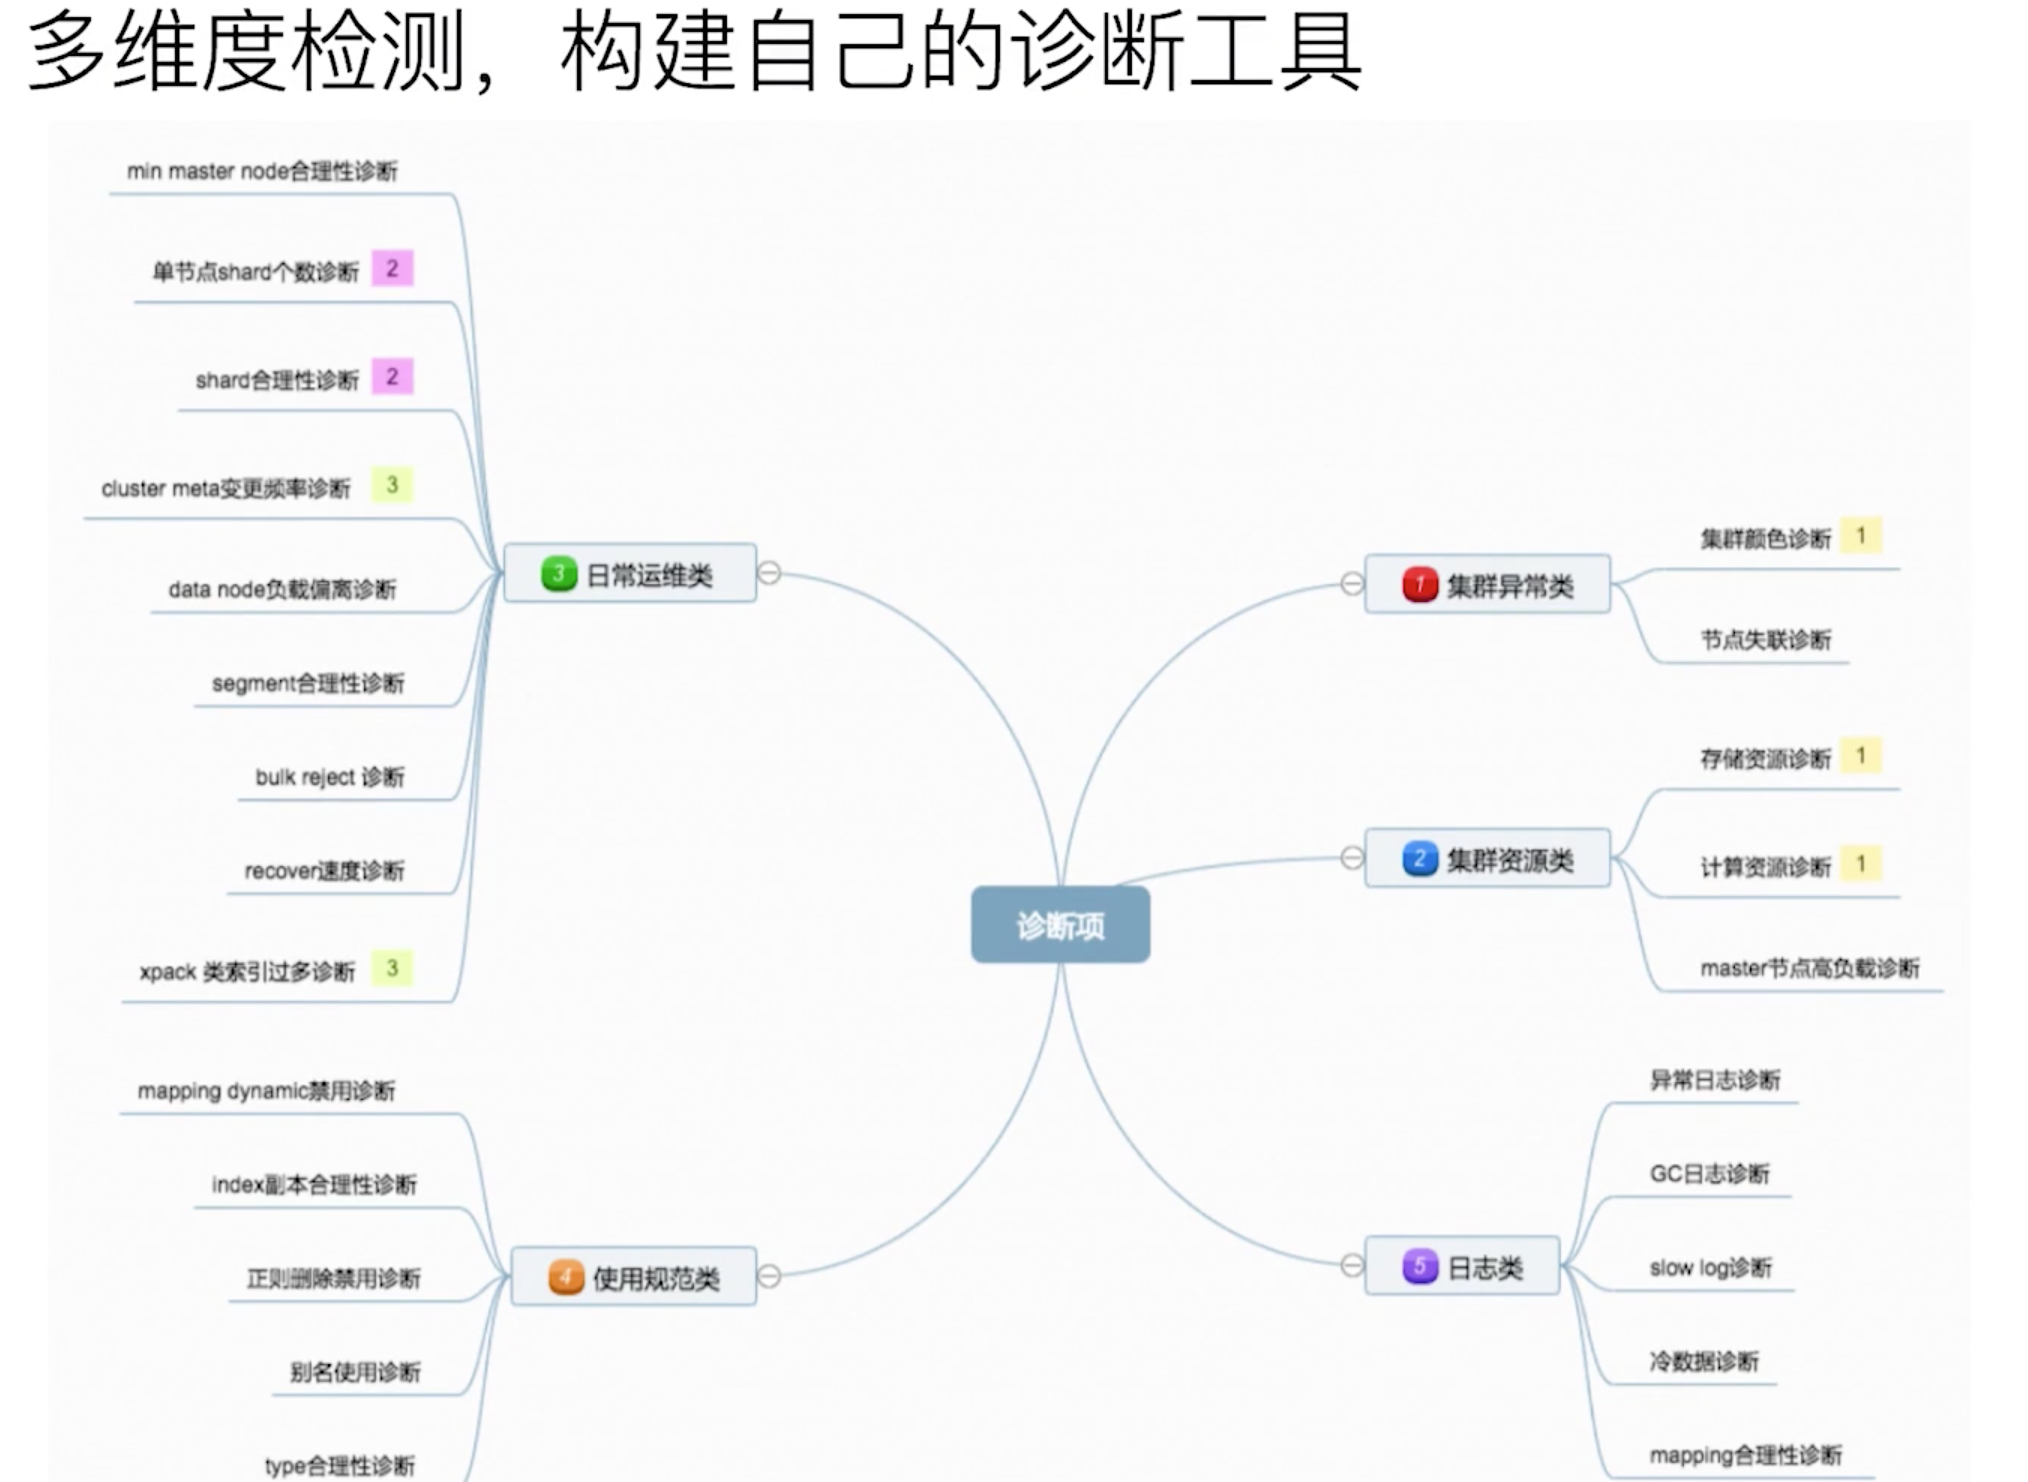 多维度检测，构建自己的诊断工具
min master node合理性诊断
单节点shard个数诊断 2
shard合理性诊断 2
cluster meta变更频率诊断 3
data node负载偏离诊断
segment合理性诊断
bulk reject 诊断
recover速度诊断
xpack 类索引过多诊断 3
3 日常运维类
mapping dynamic禁用诊断
index副本合理性诊断
正则删除禁用诊断
别名使用诊断
type合理性诊断
4 使用规范类
诊断项
1 集群异常类
集群颜色诊断 1
节点失联诊断
2 集群资源类
存储资源诊断 1
计算资源诊断 1
master节点高负载诊断
5 日志类
异常日志诊断
GC日志诊断
slow log诊断
冷数据诊断
mapping合理性诊断